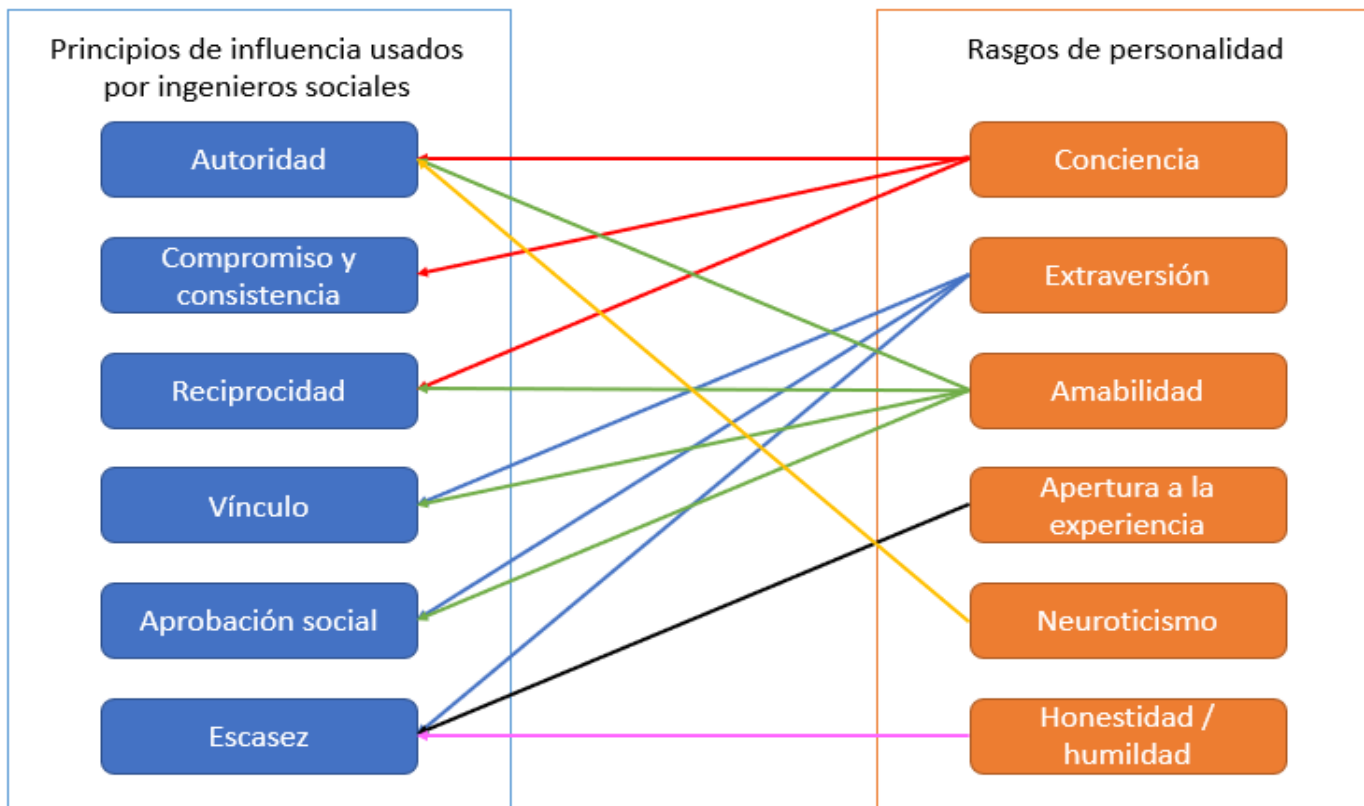 Principios de influencia usados
por ingenieros sociales
Autoridad
Compromiso y
consistencia
Reciprocidad
Vínculo
Aprobación social
Escasez
Rasgos de personalidad
Conciencia
Extraversión
Amabilidad
Apertura a la
experiencia
Neuroticismo
Honestidad /
humildad